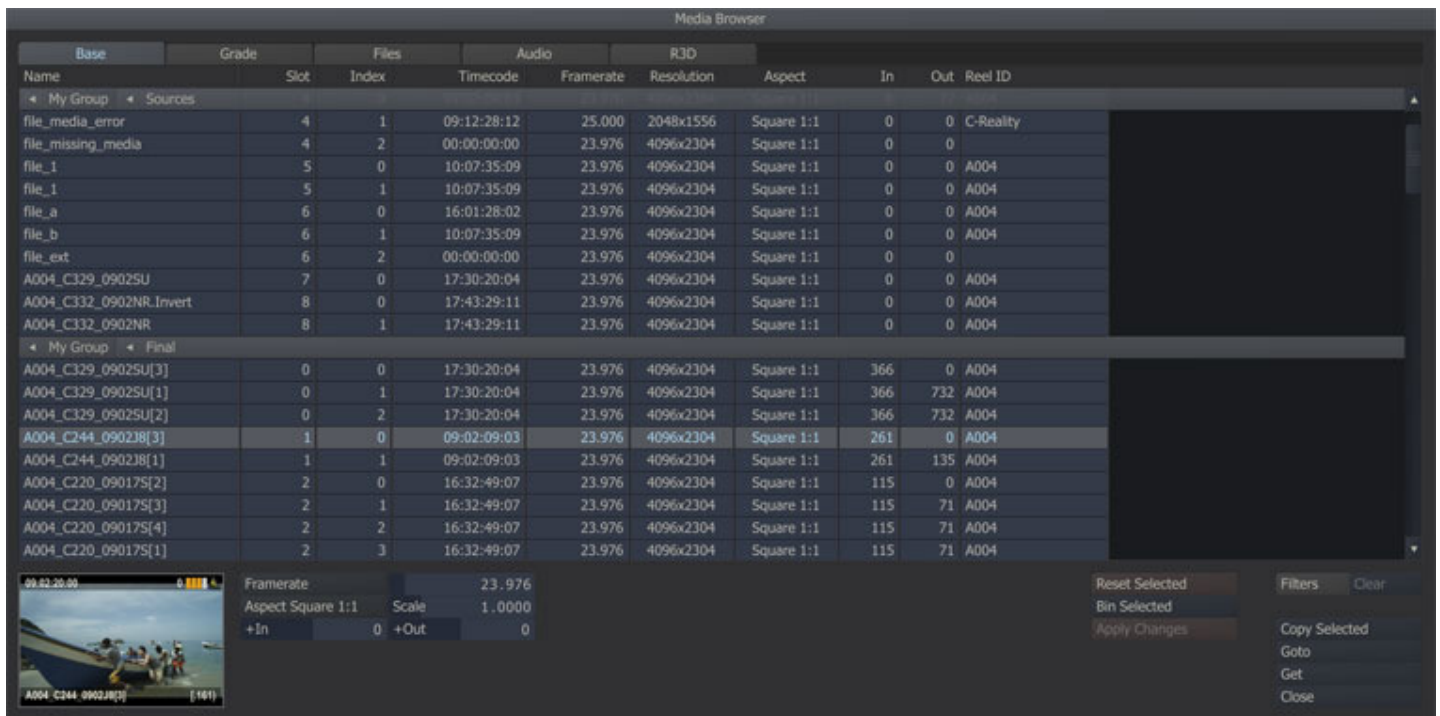 Media Browser
Base Grade Files Audio R3D
Name Slot Index Timecode Framerate Resolution Aspect In Out Reel ID
My Group Sources
file_media_error 4 1 09:12:28:12 25.000 2048x1556 Square 1:1 0 0 C-Reality
file_missing_media 4 2 00:00:00:00 23.976 4096x2304 Square 1:1 0 0
file_1 5 0 10:07:35:09 23.976 4096x2304 Square 1:1 0 0 A004
file_1 5 1 10:07:35:09 23.976 4096x2304 Square 1:1 0 0 A004
file_a 6 0 16:01:28:02 23.976 4096x2304 Square 1:1 0 0 A004
file_b 6 1 10:07:35:09 23.976 4096x2304 Square 1:1 0 0 A004
file_ext 6 2 00:00:00:00 23.976 4096x2304 Square 1:1 0 0
A004_C329_0902SU 7 0 17:30:20:04 23.976 4096x2304 Square 1:1 0 0 A004
A004_C332_0902NR.Invert 8 0 17:43:29:11 23.976 4096x2304 Square 1:1 0 0 A004
A004_C332_0902NR 8 1 17:43:29:11 23.976 4096x2304 Square 1:1 0 0 A004
My Group Final
A004_C329_0902SU[3] 0 0 17:30:20:04 23.976 4096x2304 Square 1:1 366 0 A004
A004_C329_0902SU[1] 0 1 17:30:20:04 23.976 4096x2304 Square 1:1 366 732 A004
A004_C329_0902SU[2] 0 2 17:30:20:04 23.976 4096x2304 Square 1:1 366 732 A004
A004_C244_0902J8[3] 1 0 09:02:09:03 23.976 4096x2304 Square 1:1 261 0 A004
A004_C244_0902J8[1] 1 1 09:02:09:03 23.976 4096x2304 Square 1:1 261 135 A004
A004_C220_09017S[2] 2 0 16:32:49:07 23.976 4096x2304 Square 1:1 115 0 A004
A004_C220_09017S[3] 2 1 16:32:49:07 23.976 4096x2304 Square 1:1 115 71 A004
A004_C220_09017S[4] 2 2 16:32:49:07 23.976 4096x2304 Square 1:1 115 71 A004
A004_C220_09017S[1] 2 3 16:32:49:07 23.976 4096x2304 Square 1:1 115 71 A004
09:02:20:00 0
A004_C244_0902J8[3] [.161)
Framerate 23.976
Aspect Square 1:1 Scale 1.0000
+In 0 +Out 0
Reset Selected
Bin Selected
Apply Changes
Filters Clear
Copy Selected
Goto
Get
Close